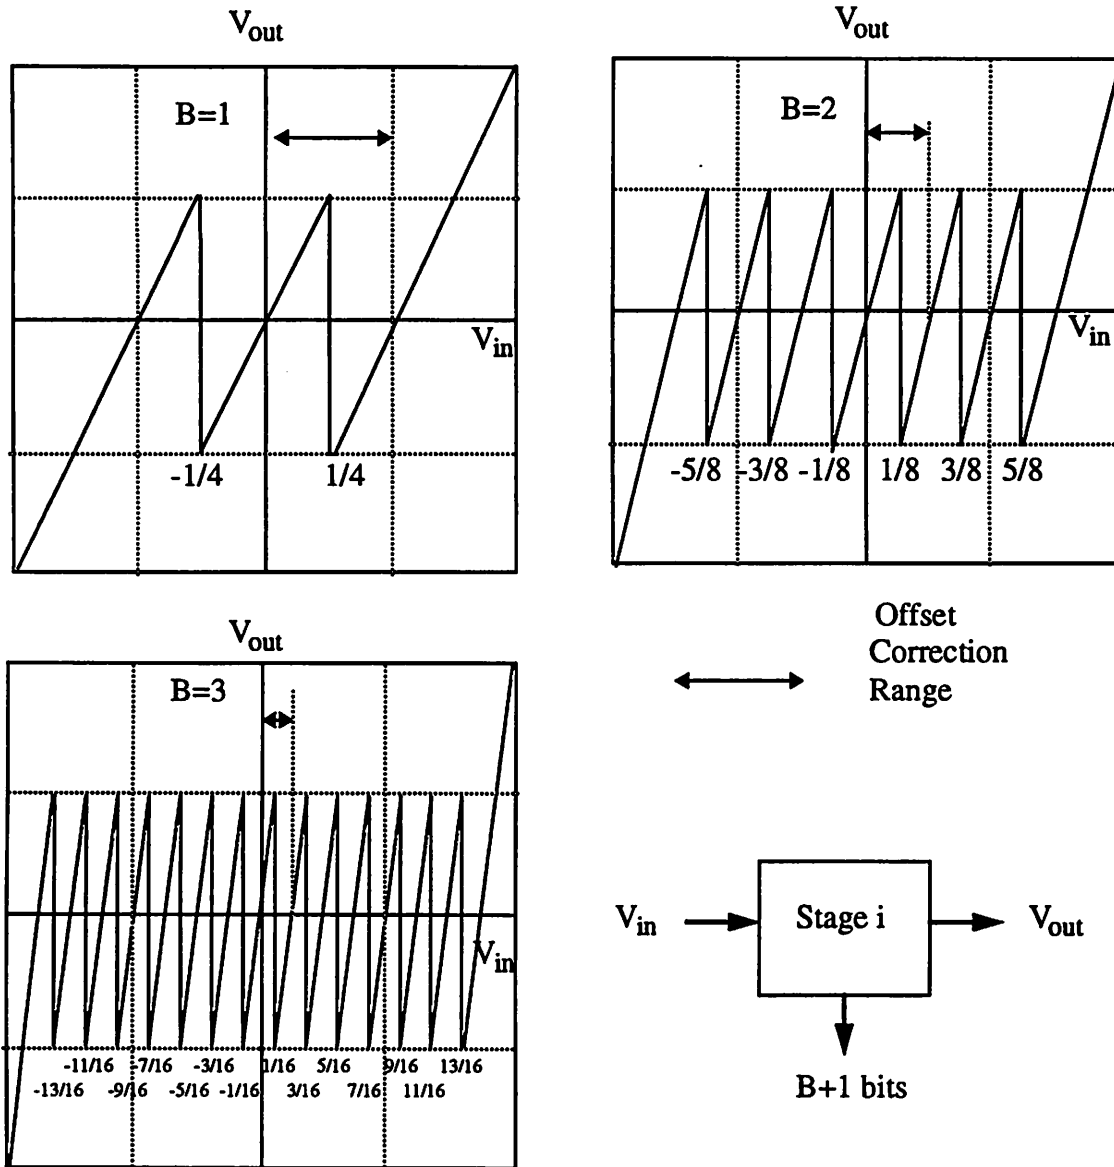 V_out
B=1
V_in
-1/4 1/4
V_out
B=2
V_in
-5/8 -3/8 -1/8 1/8 3/8 5/8
V_out
B=3
V_in
-11/16 -7/16 -3/16 1/16 5/16 9/16 13/16
-13/16 -9/16 -5/16 -1/16 3/16 7/16 11/16
Offset
Correction
Range
V_in Stage i V_out
B+1 bits